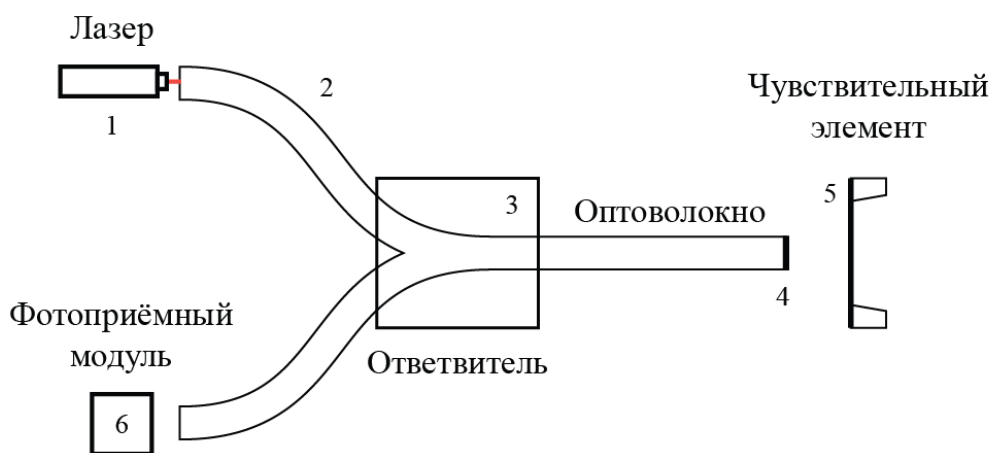 Лазер
1
2
Чувствительный
элемент
5
3
Оптоволокно
4
Фотоприёмный
модуль
6
Ответвитель